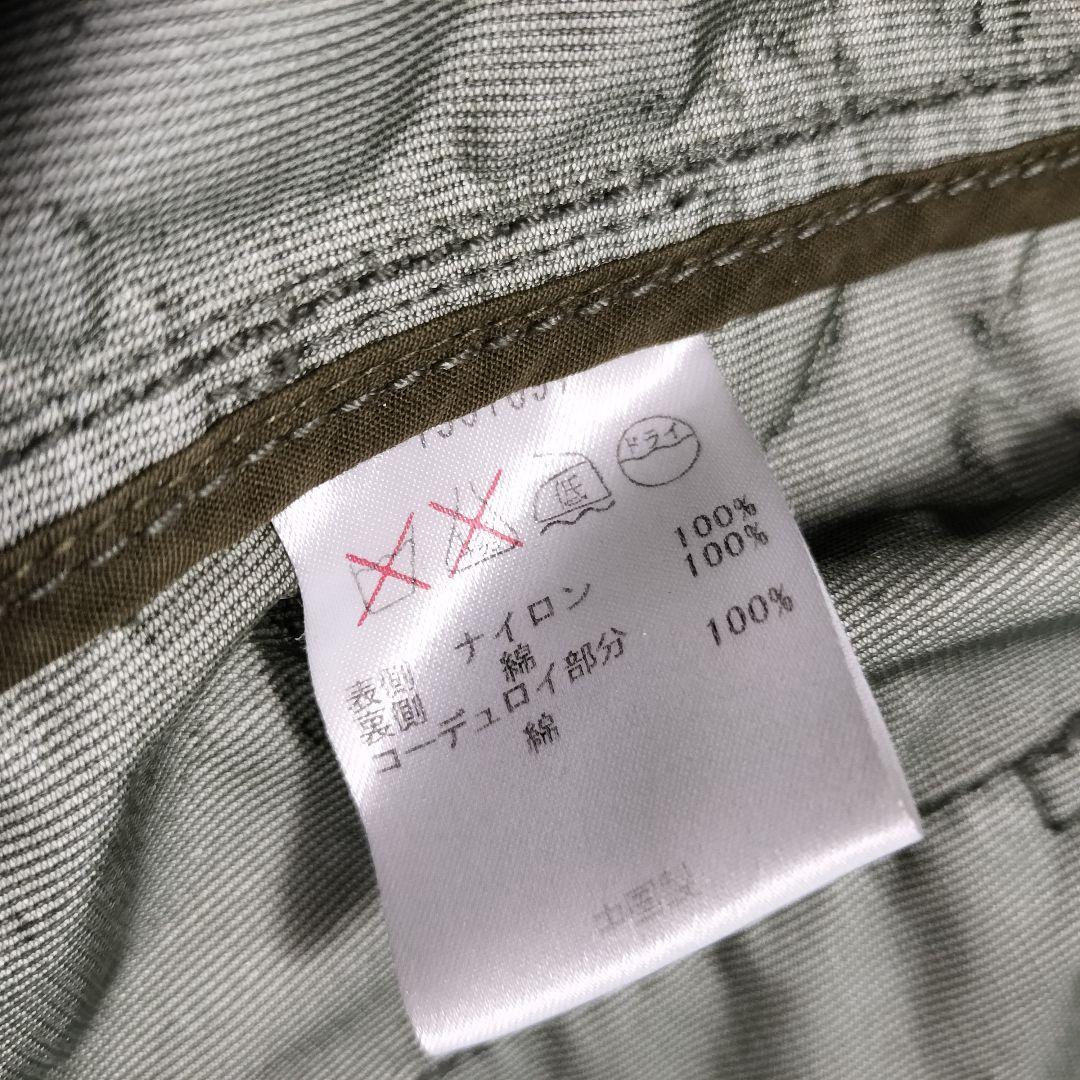 低 ドライ
表側 ナイロン 100%
裏側 綿 100%
コーデュロイ部分
綿 100%
中国製